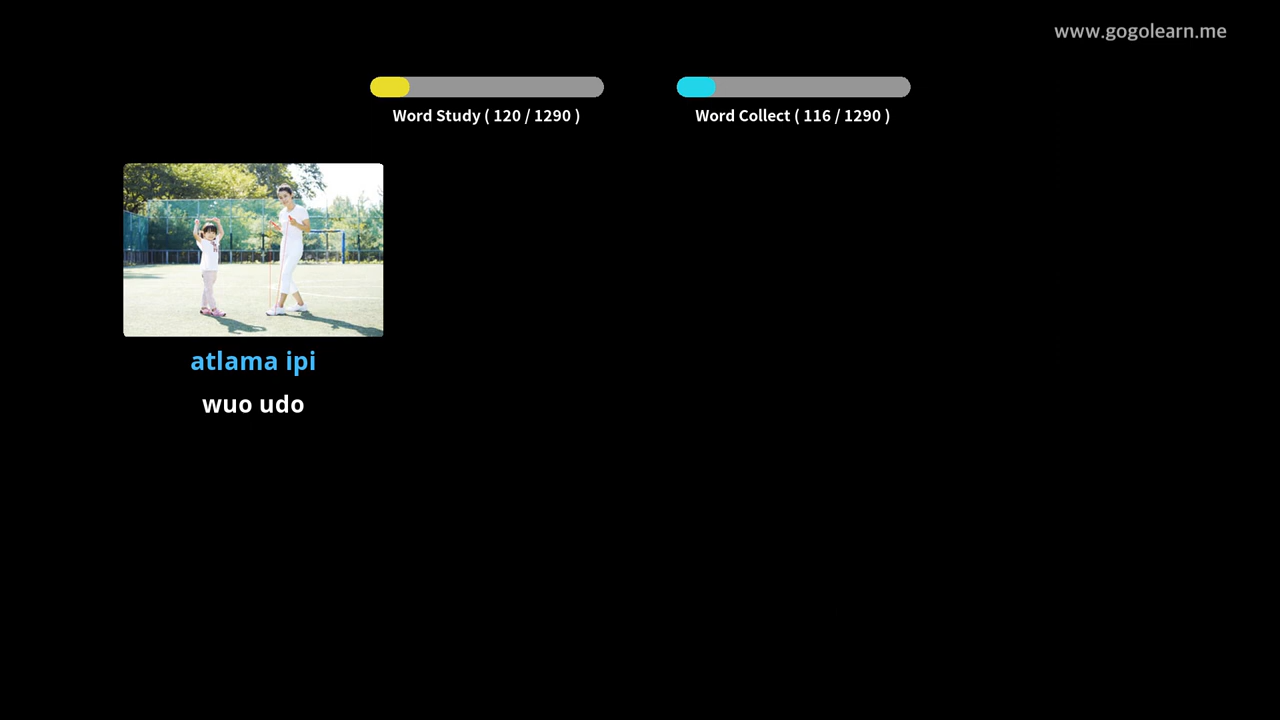 www.gogolearn.me
Word Study ( 120 / 1290 )
Word Collect ( 116 / 1290 )
atlama ipi
wuo udo